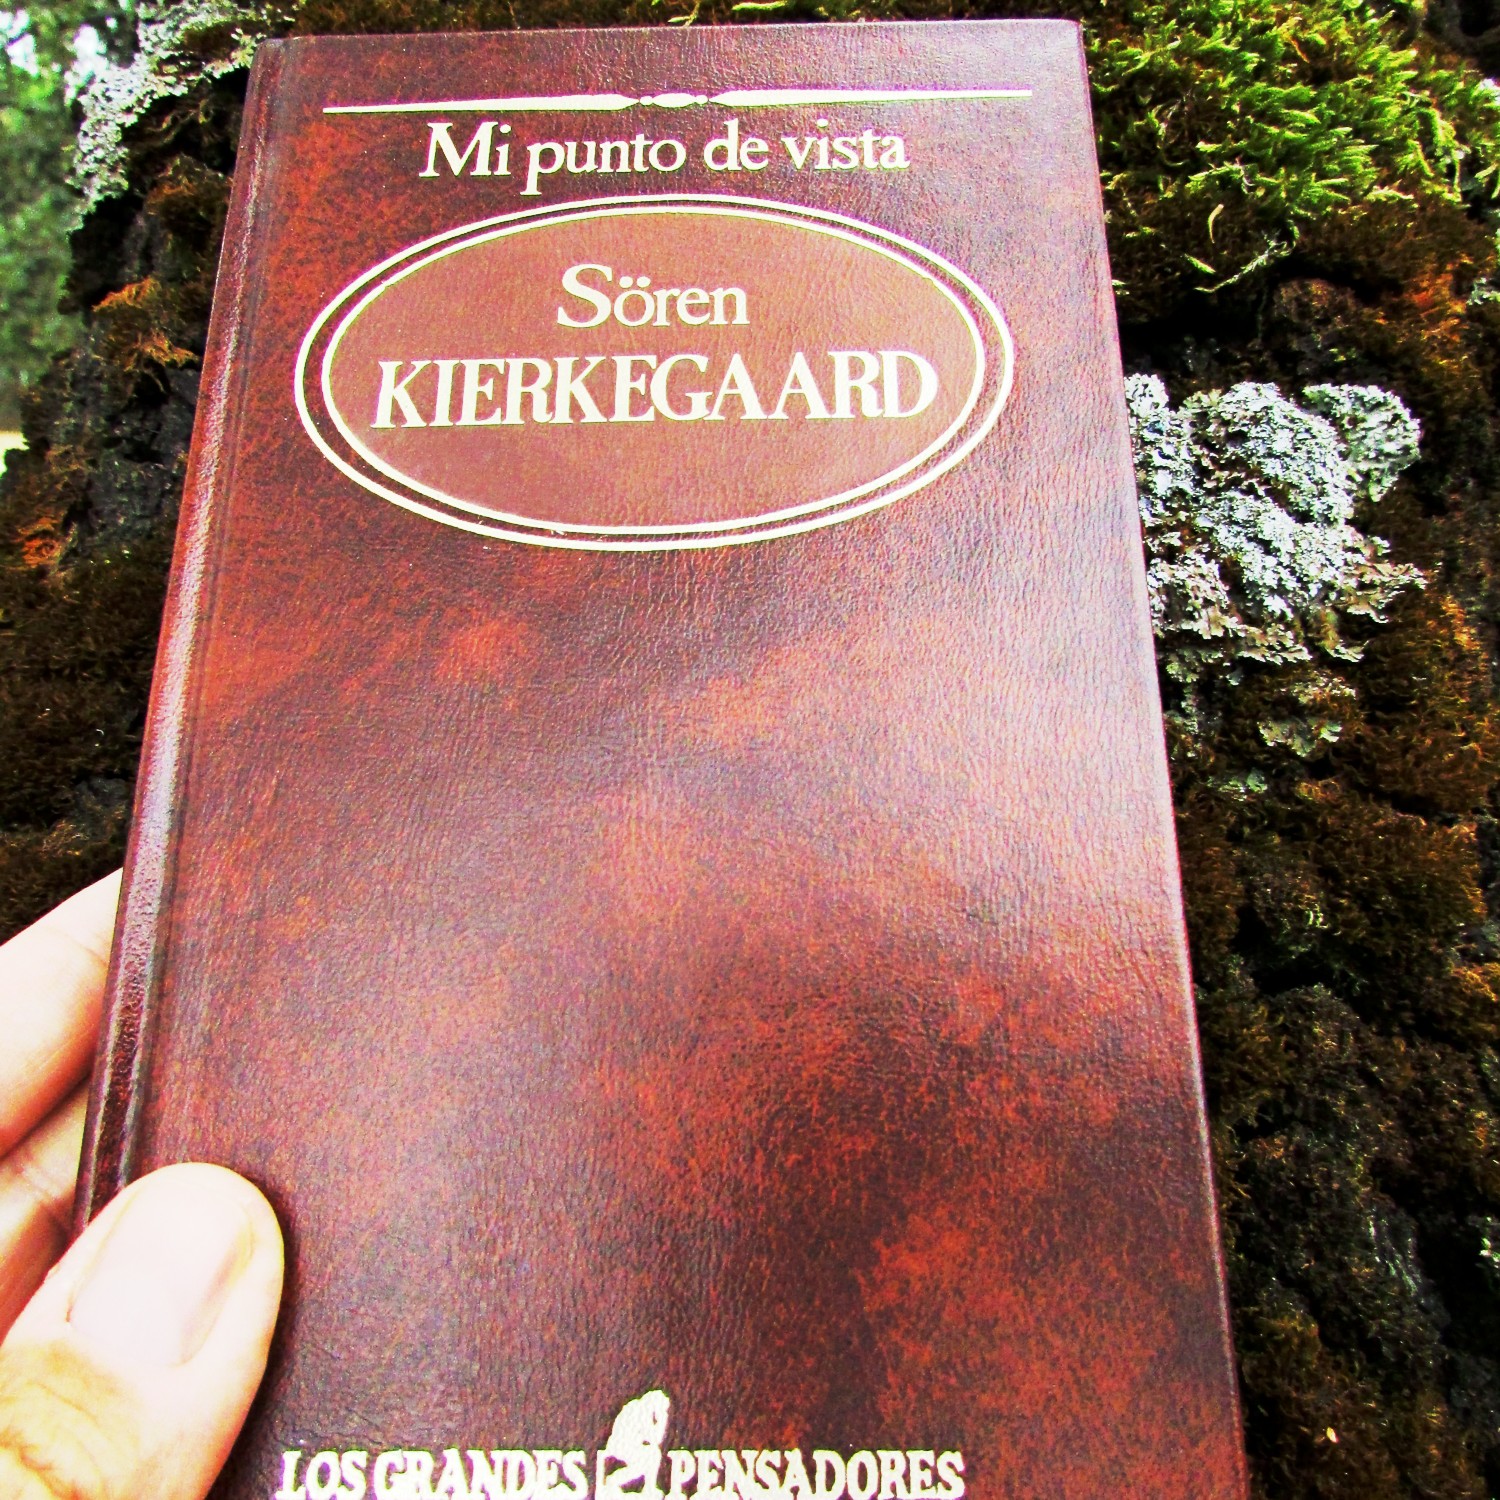 Mi punto de vista
Sören
KIERKEGAARD
LOS GRANDES PENSADORES